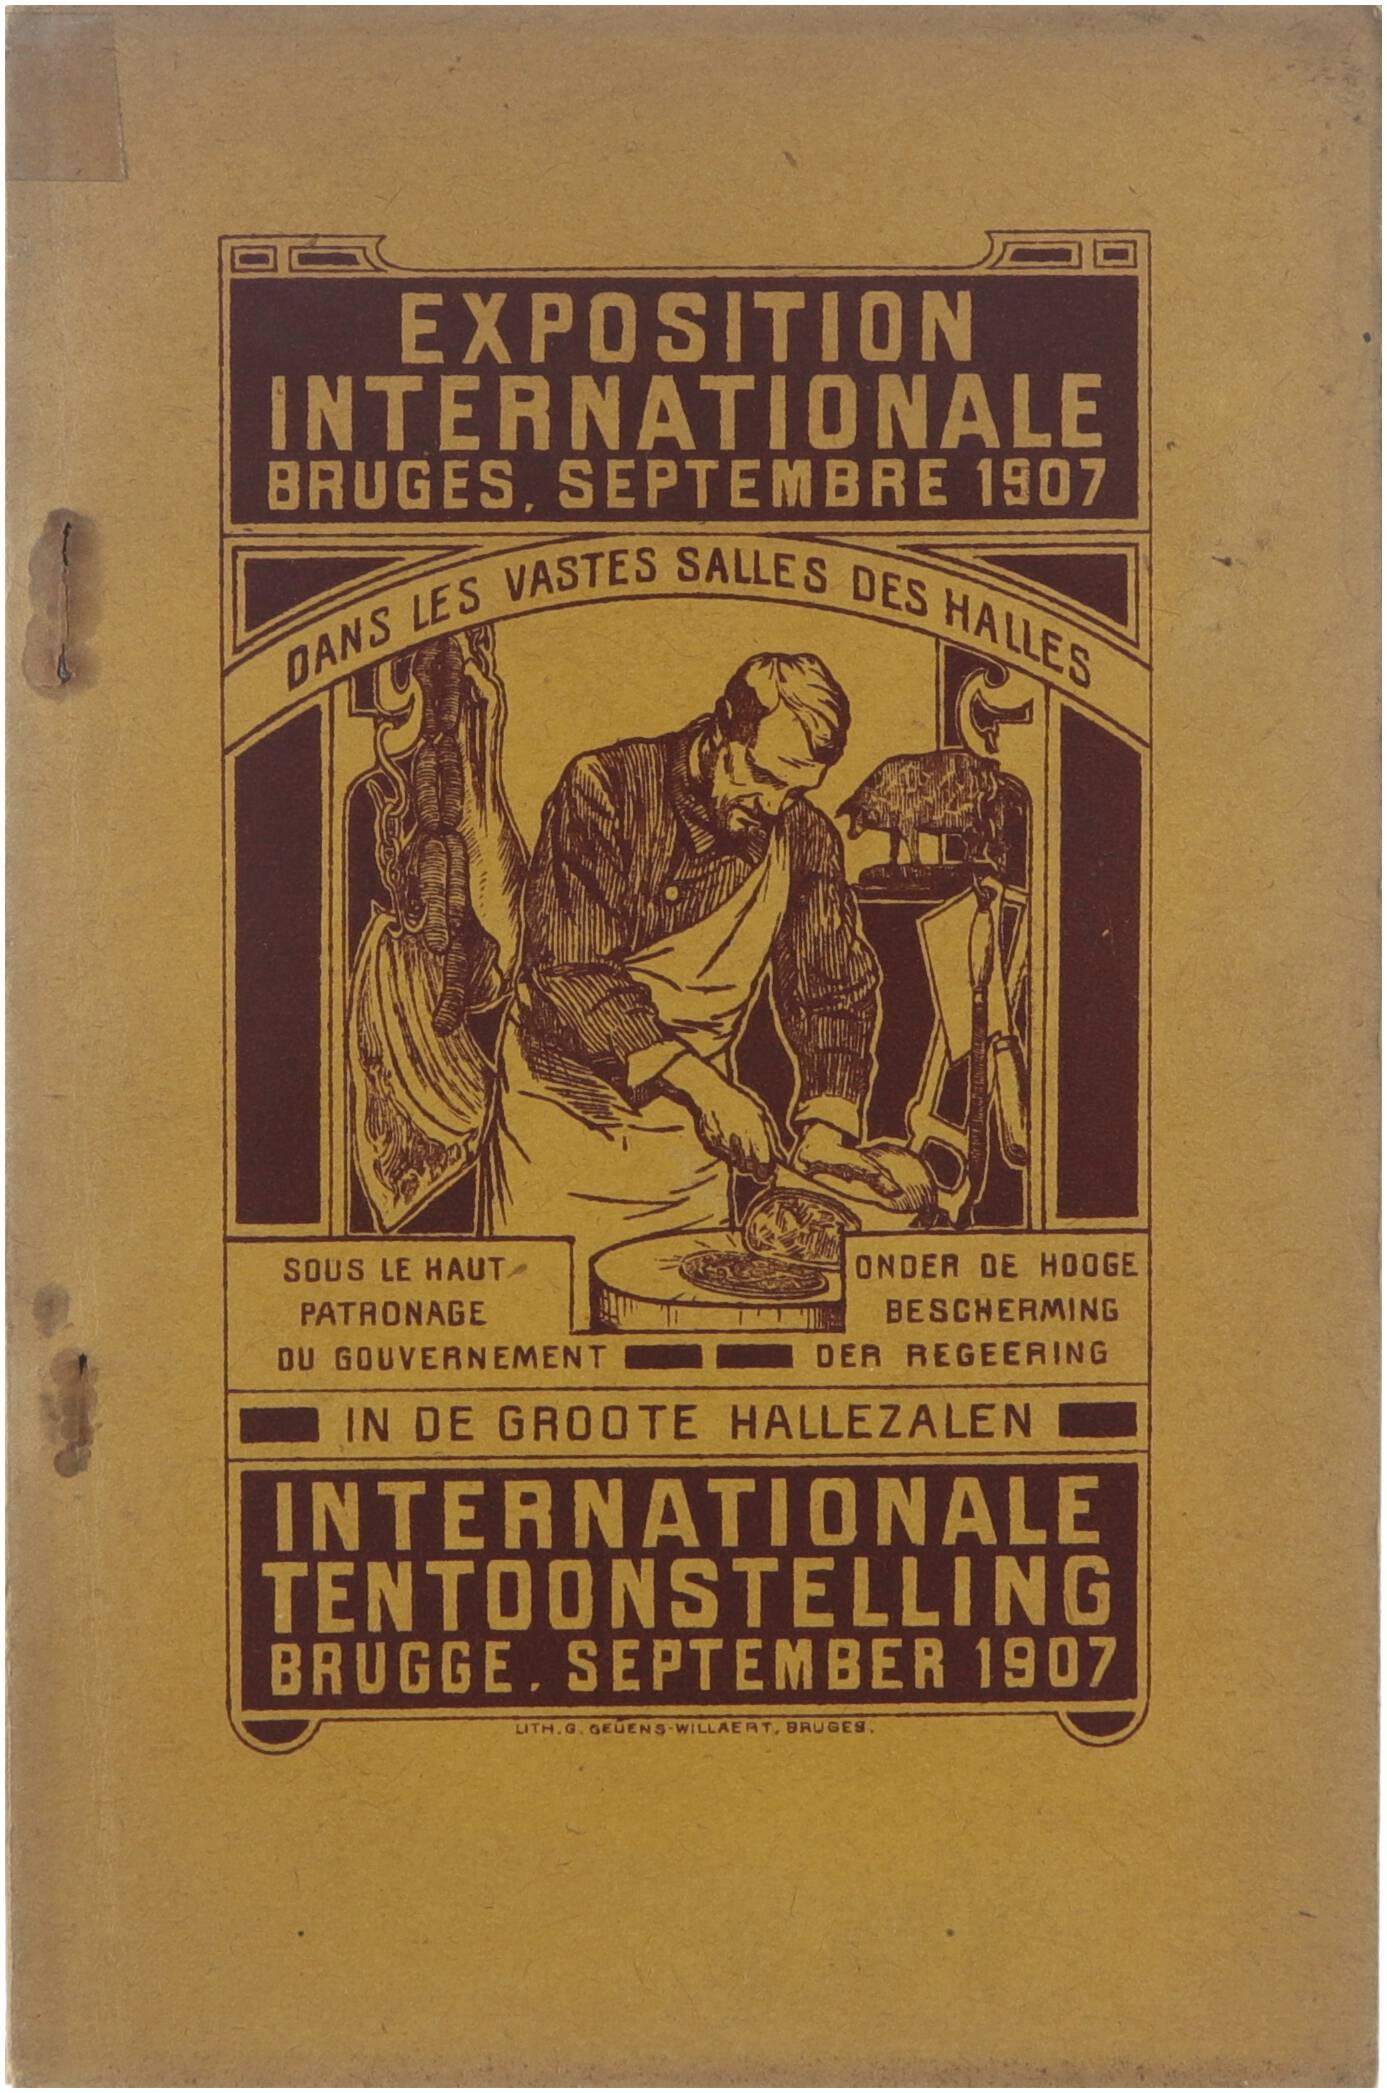 EXPOSITION
INTERNATIONALE
BRUGES, SEPTEMBRE 1907
DANS LES VASTES SALLES DES HALLES
SOUS LE HAUT
PATRONAGE
DU GOUVERNEMENT
ONDER DE HOOGE
BESCHERMING
DER REGEERING
IN DE GROOTE HALLEZALEN
INTERNATIONALE
TENTOONSTELLING
BRUGGE, SEPTEMBER 1907
LITH. G. GEUENS-WILLAERT, BRUGES.